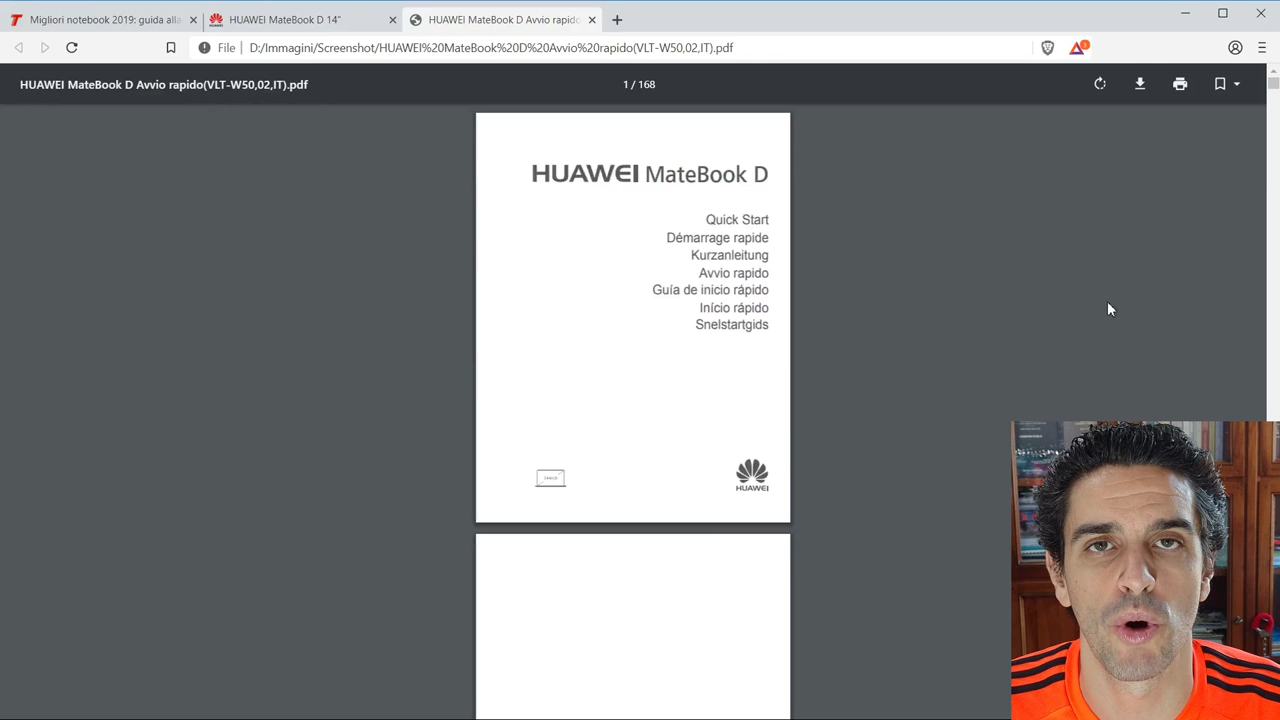 Migliori notebook 2019: guida alla
HUAWEI MateBook D 14"
HUAWEI MateBook D Avvio rapido
File
D:/Immagini/Screenshot/HUAWEI%20MateBook%20D%20Avvio%20rapido(VLT-W50,02,IT).pdf
HUAWEI MateBook D Avvio rapido(VLT-W50,02,IT).pdf
1 / 168
HUAWEI MateBook D
Quick Start
Démarrage rapide
Kurzanleitung
Avvio rapido
Guía de inicio rápido
Início rápido
Snelstartgids
HUAWEI